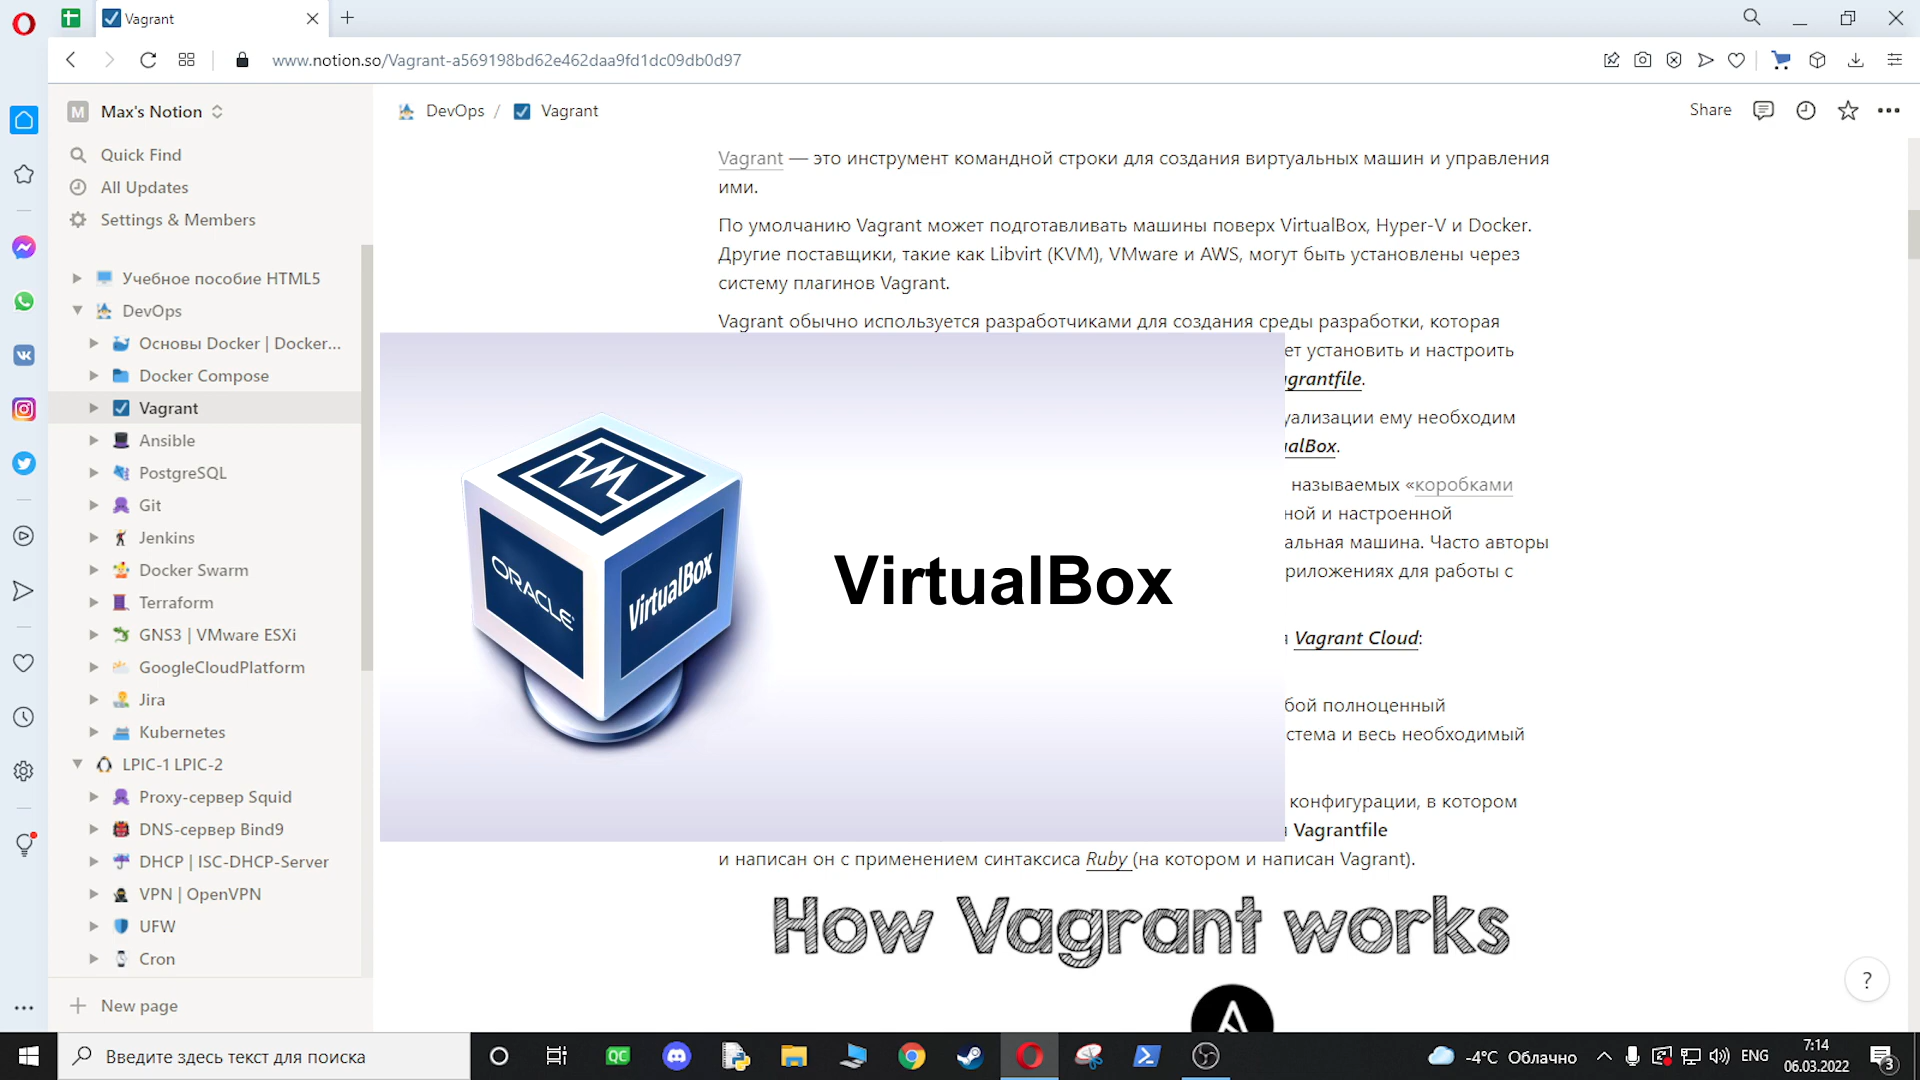 Vagrant
www.notion.so/Vagrant-a569198bd62e462daa9fd1dc09db0d97
M Max's Notion
Quick Find
All Updates
Settings & Members
Учебное пособие HTML5
DevOps
Основы Docker | Docker...
Docker Compose
Vagrant
Ansible
PostgreSQL
Git
Jenkins
Docker Swarm
Terraform
GNS3 | VMware ESXi
GoogleCloudPlatform
Jira
Kubernetes
LPIC-1 LPIC-2
Proxy-сервер Squid
DNS-сервер Bind9
DHCP | ISC-DHCP-Server
VPN | OpenVPN
UFW
Cron
New page
DevOps / Vagrant
Share
Vagrant — это инструмент командной строки для создания виртуальных машин и управления
ими.
По умолчанию Vagrant может подготавливать машины поверх VirtualBox, Hyper-V и Docker.
Другие поставщики, такие как Libvirt (KVM), VMware и AWS, могут быть установлены через
систему плагинов Vagrant.
Vagrant обычно используется разработчиками для создания среды разработки, которая
ет установить и настроить
grantfile.
уализации ему необходим
ualBox.
называемых «коробками
ной и настроенной
альная машина. Часто авторы
риложениях для работы с
я Vagrant Cloud:
бой полноценный
стема и весь необходимый
конфигурации, в котором
я Vagrantfile
и написан он с применением синтаксиса Ruby (на котором и написан Vagrant).
ORACLE
VirtualBox
VirtualBox
How Vagrant works
?
Введите здесь текст для поиска
QC
-4°C Облачно
ENG
7:14
06.03.2022
3